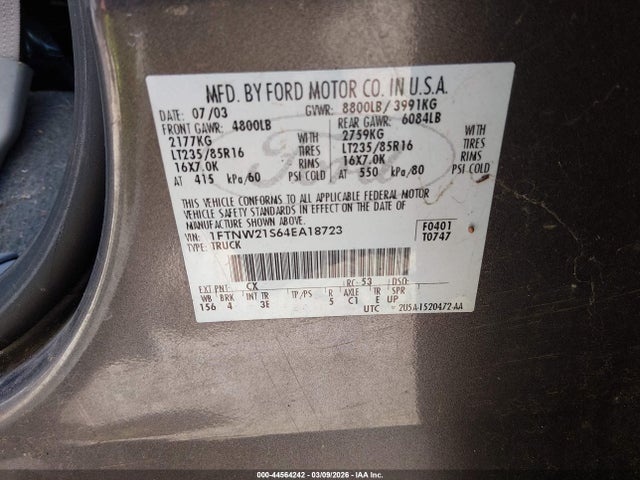 MFD. BY FORD MOTOR CO. IN U.S.A.
DATE: 07/03 GVWR: 8800LB/ 3991KG
FRONT GAWR: 4800LB REAR GAWR: 6084LB
2177KG WITH 2759KG WITH
LT235/85R16 TIRES LT235/85R16 TIRES
16X7.0K RIMS 16X7.0K RIMS
AT 415 kPa/60 PSI COLD AT 550 kPa/80 PSI COLD
THIS VEHICLE CONFORMS TO ALL APPLICABLE FEDERAL MOTOR
VEHICLE SAFETY STANDARDS IN EFFECT ON THE DATE OF
MANUFACTURE SHOWN ABOVE.
VIN: 1FTNW21S64EA18723 F0401
TYPE: TRUCK T0747
EXT PNT: CX RC: 53 DSO:
WB BRK INT TR TP/PS R AXLE TR SPR
156 4 3E 5 C1 E UP
UTC 2U5A-1520472-AA
Ford
000-44564242 | 03/09/2026 | IAAI.COM